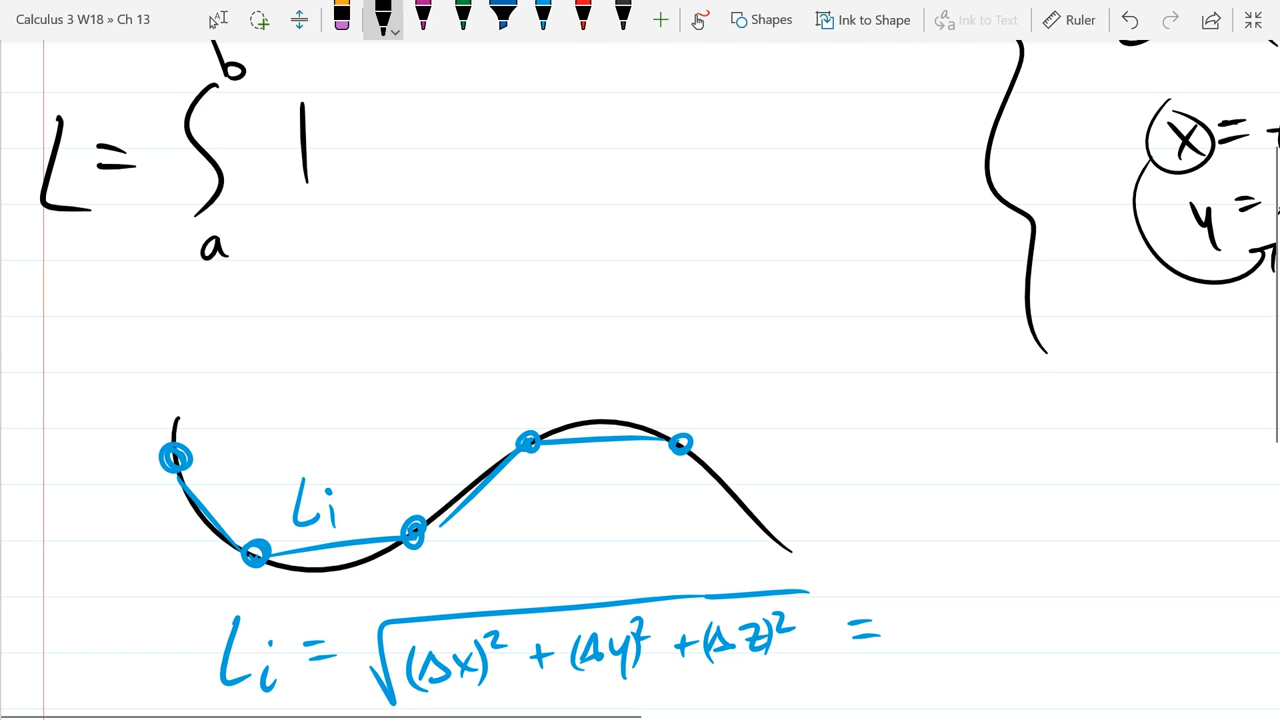 Calculus 3 W18 » Ch 13
Shapes
Ink to Shape
Ink to Text
Ruler
b
L = ∫ |
a
x =
y =
Li
Li = √(Δx)² + (Δy)² + (Δz)² =